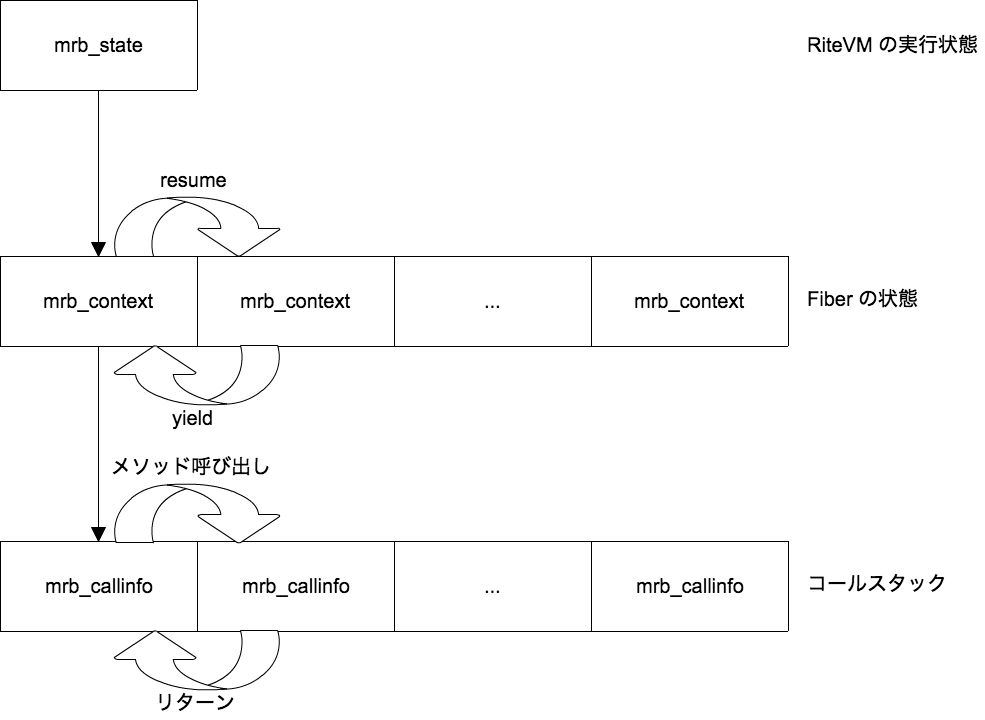 mrb_state
RiteVM の実行状態
resume
mrb_context
mrb_context
...
mrb_context
Fiber の状態
yield
メソッド呼び出し
mrb_callinfo
mrb_callinfo
...
mrb_callinfo
コールスタック
リターン